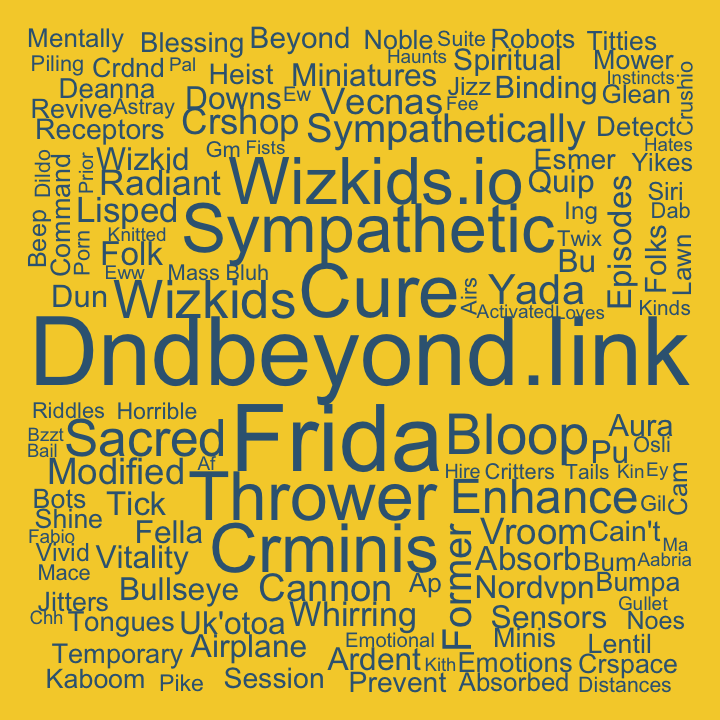 Mentally Blessing Beyond Noble Suite Robots Titties
Piling Crdnd Pal Heist Miniatures Haunts Spiritual Mower
Deanna Downs Ew Vecnas Jizz Binding Instincts Glean Crushio
Revive Astray Crshop Fee Sympathetically Detect
Receptors Gm Fists Hates
Dildo Command Prior Wizkid Wizkids.io Esmer Yikes
Radiant Quip Siri
Beep Lisped Sympathetic Ing Episodes Folks Dab
Porn Knitted Folk Twix Lawn
Eww Mass Bluh Bu
Dun Wizkids Cure Airs Yada Kinds
Activated Loves
Dndbeyond.link
Riddles Horrible Frida Bloop Aura
Bzzt Sacred Pu Osli
Bail Af Hire Critters Tails Kin Ey Cam
Modified Thrower Enhance Gil
Bots Tick
Shine Fella Crminis Former Vroom Cain't
Fabio Ma
Vivid Vitality Absorb Bum Aabria
Mace Bullseye Cannon Ap Nordvpn Bumpa
Jitters Gullet
Chh Tongues Uk'otoa Whirring Sensors Noes
Airplane Emotional Minis Lentil
Temporary Ardent Kith Emotions Crspace
Kaboom Pike Session Prevent Absorbed Distances